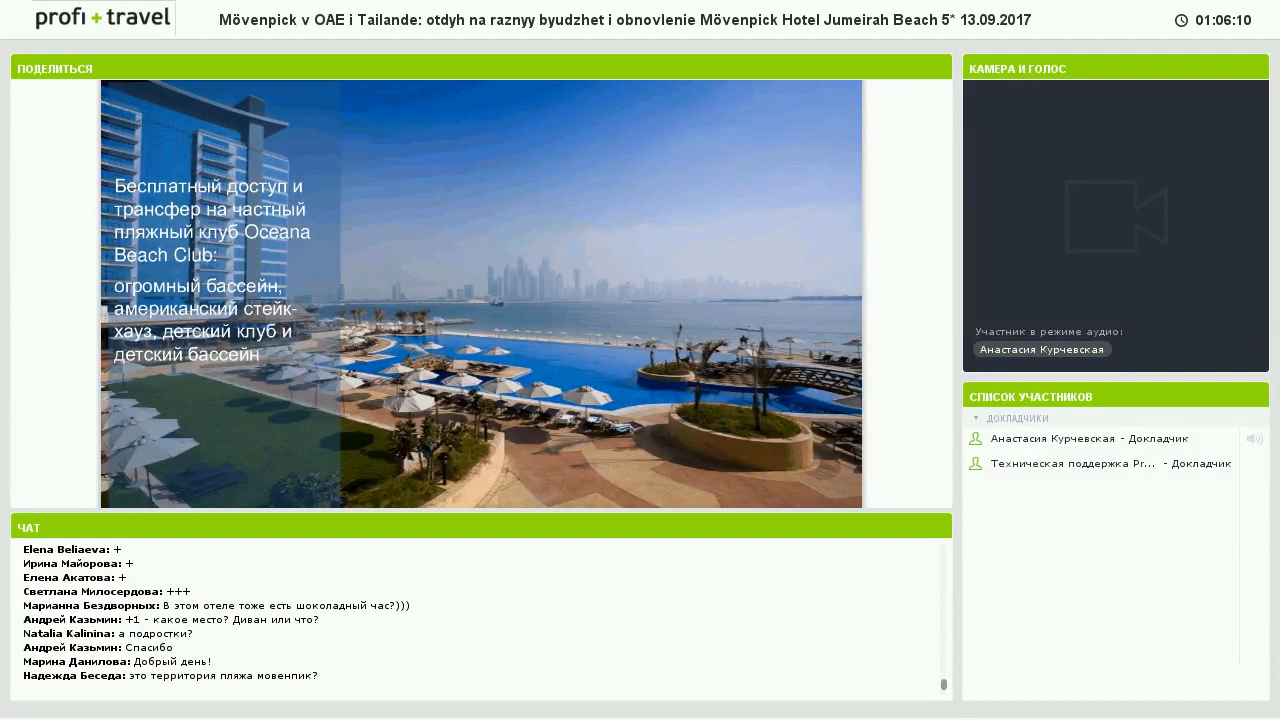 profi + travel
Mövenpick v OAE i Tailande: otdyh na raznyy byudzhet i obnovlenie Mövenpick Hotel Jumeirah Beach 5* 13.09.2017
01:06:10
ПОДЕЛИТЬСЯ
Бесплатный доступ и
трансфер на частный
пляжный клуб Oceana
Beach Club:
огромный бассейн,
американский стейк-
хауз, детский клуб и
детский бассейн
КАМЕРА И ГОЛОС
Участник в режиме аудио:
Анастасия Курчевская
СПИСОК УЧАСТНИКОВ
ДОКЛАДЧИКИ
Анастасия Курчевская - Докладчик
Техническая поддержка Pr... - Докладчик
ЧАТ
Elena Beliaeva: +
Ирина Майорова: +
Елена Акатова: +
Светлана Милосердова: +++
Марианна Бездворных: В этом отеле тоже есть шоколадный час?)))
Андрей Казьмин: +1 - какое место? Диван или что?
Natalia Kalinina: а подростки?
Андрей Казьмин: Спасибо
Марина Данилова: Добрый день!
Надежда Беседа: это территория пляжа мовенпик?